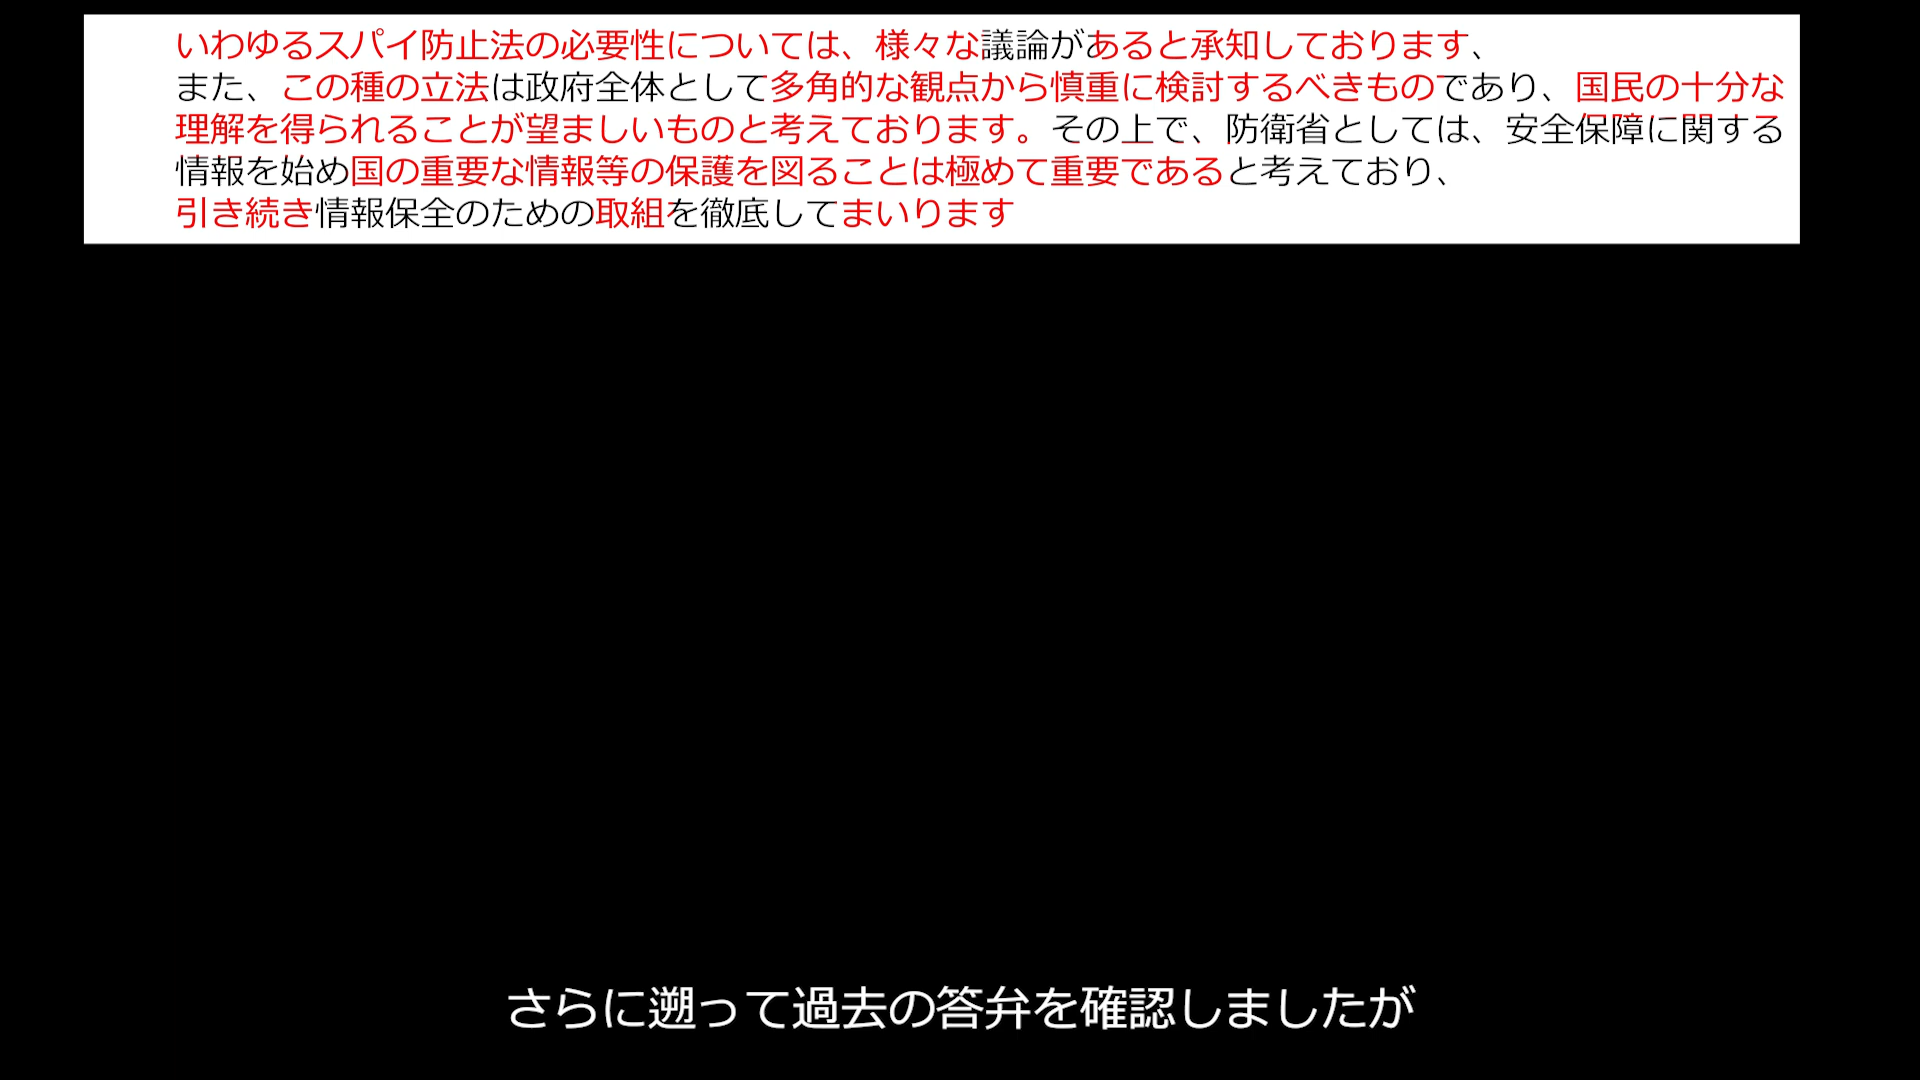 いわゆるスパイ防止法の必要性については、様々な議論があると承知しております、
また、この種の立法は政府全体として多角的な観点から慎重に検討するべきものであり、国民の十分な
理解を得られることが望ましいものと考えております。その上で、防衛省としては、安全保障に関する
情報を始め国の重要な情報等の保護を図ることは極めて重要であると考えており、
引き続き情報保全のための取組を徹底してまいります
さらに遡って過去の答弁を確認しましたが